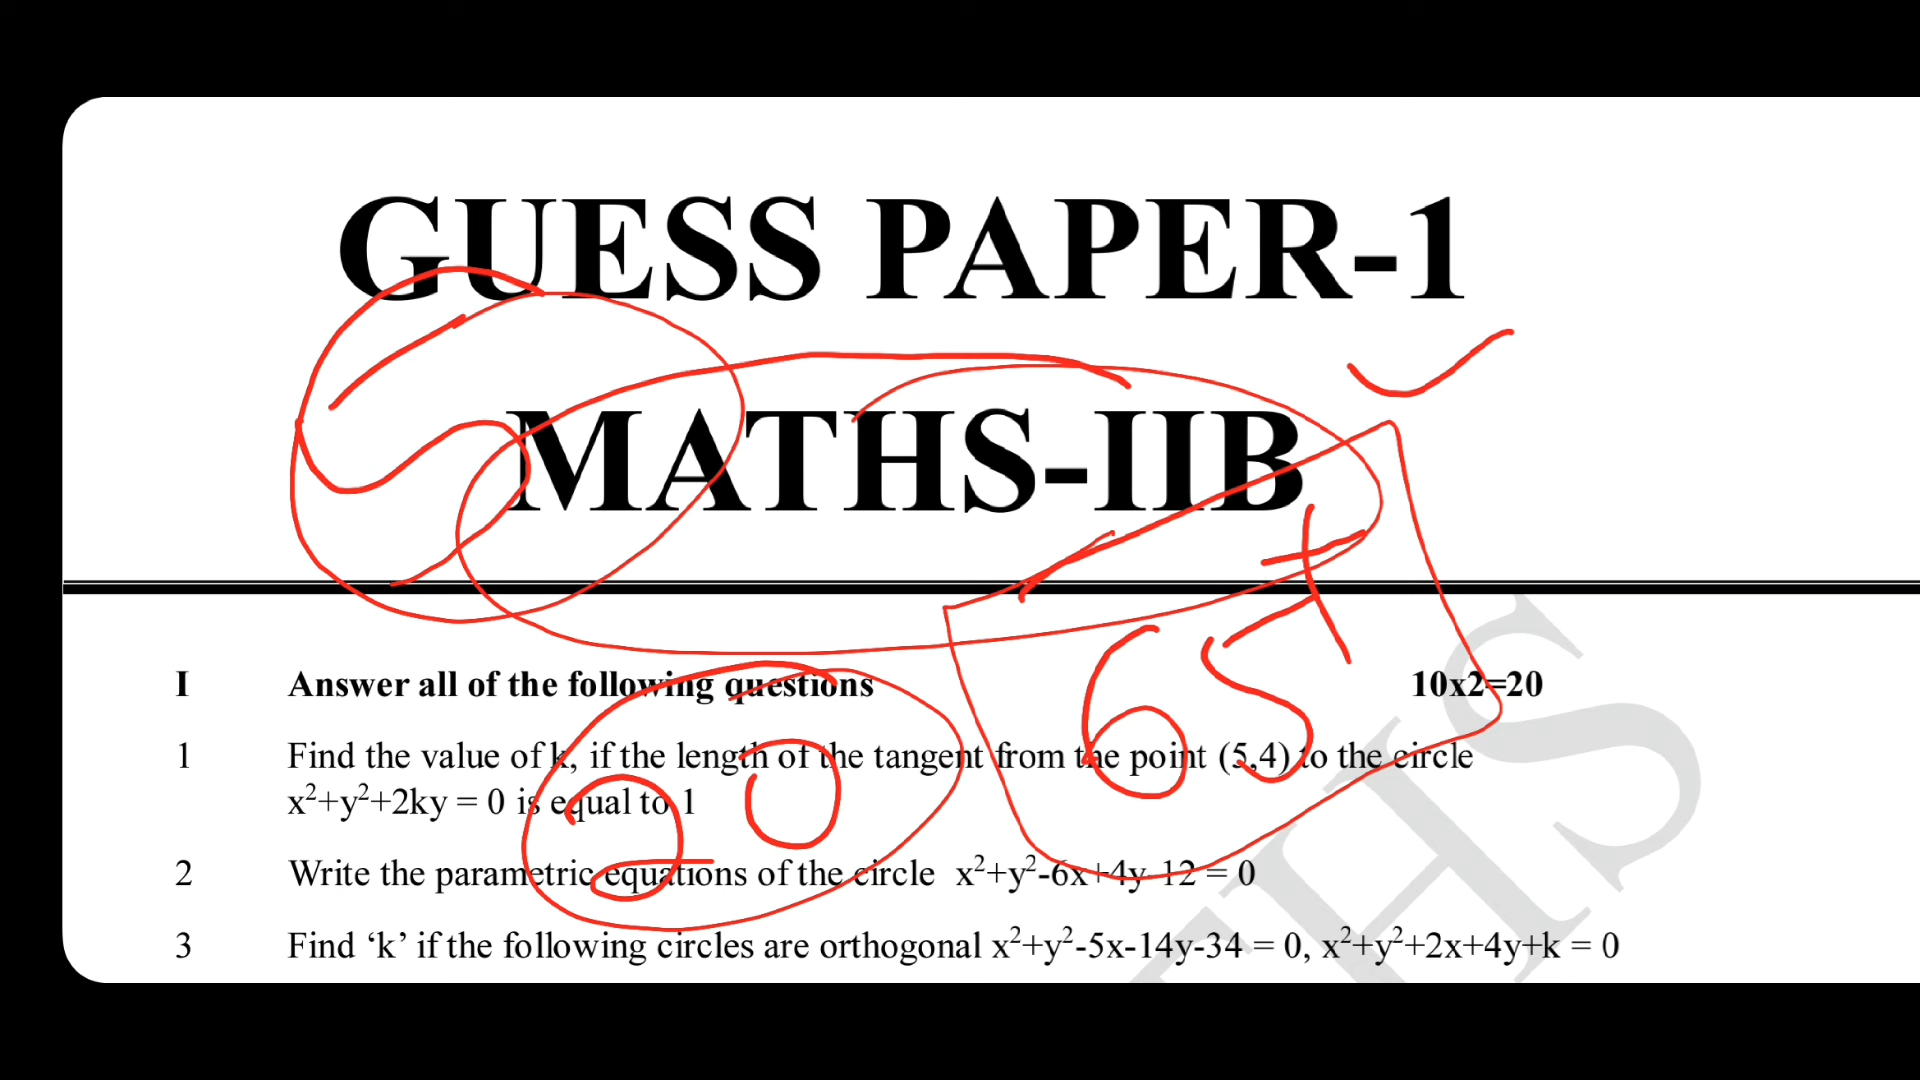 GUESS PAPER-1
MATHS-IIB
5
65+
I Answer all of the following questions 10x2=20
1 Find the value of k, if the length of the tangent from the point (5,4) to the circle
x²+y²+2ky = 0 is equal to 1
20
2 Write the parametric equations of the circle x²+y²-6x+4y-12 = 0
3 Find ‘k’ if the following circles are orthogonal x²+y²-5x-14y-34 = 0, x²+y²+2x+4y+k = 0
THS